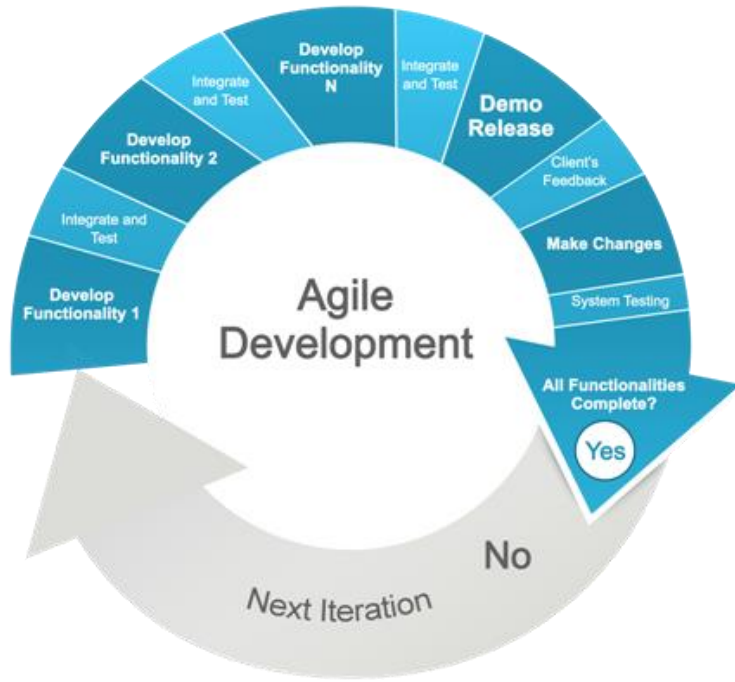 Develop
Functionality 1
Integrate and
Test
Develop
Functionality 2
Integrate
and Test
Develop
Functionality
N
Integrate
and Test
Demo
Release
Client's
Feedback
Make Changes
System Testing
All Functionalities
Complete?
Yes
No
Next Iteration
Agile
Development